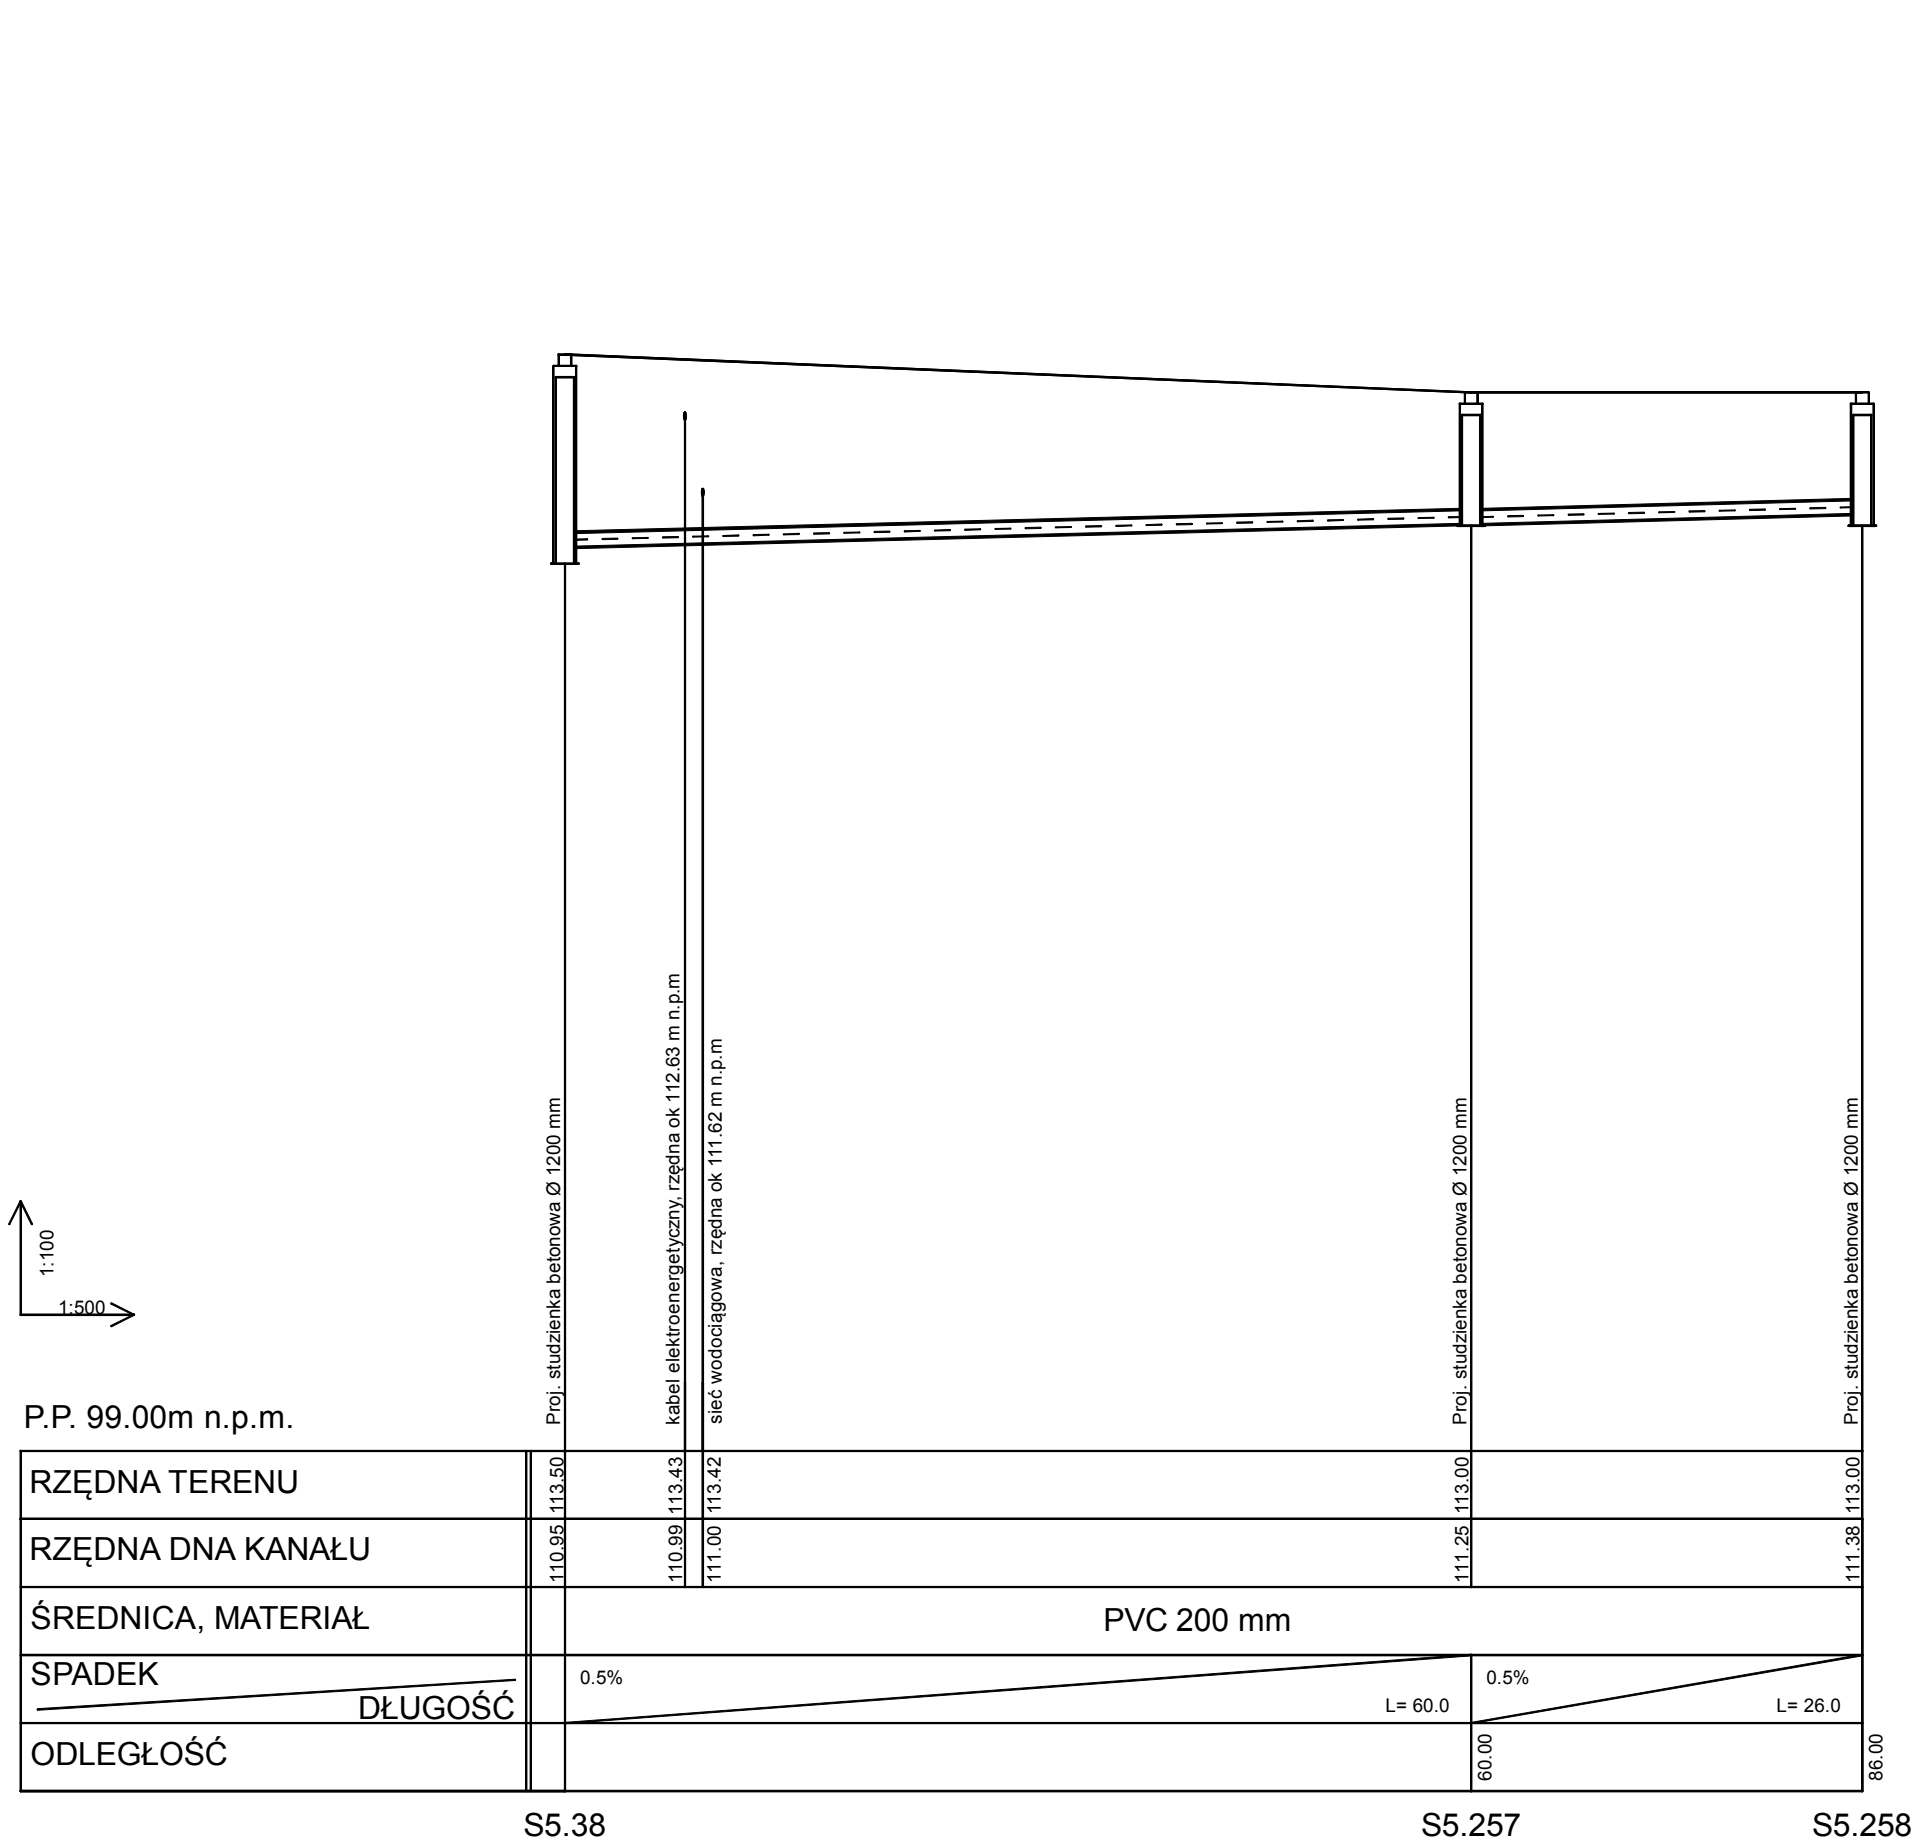 Proj. studzienka betonowa Ø 1200 mm
kabel elektroenergetyczny, rzędna ok 112.63 m n.p.m
sieć wodociągowa, rzędna ok 111.62 m n.p.m
Proj. studzienka betonowa Ø 1200 mm
Proj. studzienka betonowa Ø 1200 mm
1:100
1:500
P.P. 99.00m n.p.m.
RZĘDNA TERENU 113.50 113.43 113.42 113.00 113.00
RZĘDNA DNA KANAŁU 110.95 110.99 111.00 111.25 111.38
ŚREDNICA, MATERIAŁ PVC 200 mm
SPADEK 0.5% 0.5%
DŁUGOŚĆ L= 60.0 L= 26.0
ODLEGŁOŚĆ 60.00 86.00
S5.38 S5.257 S5.258